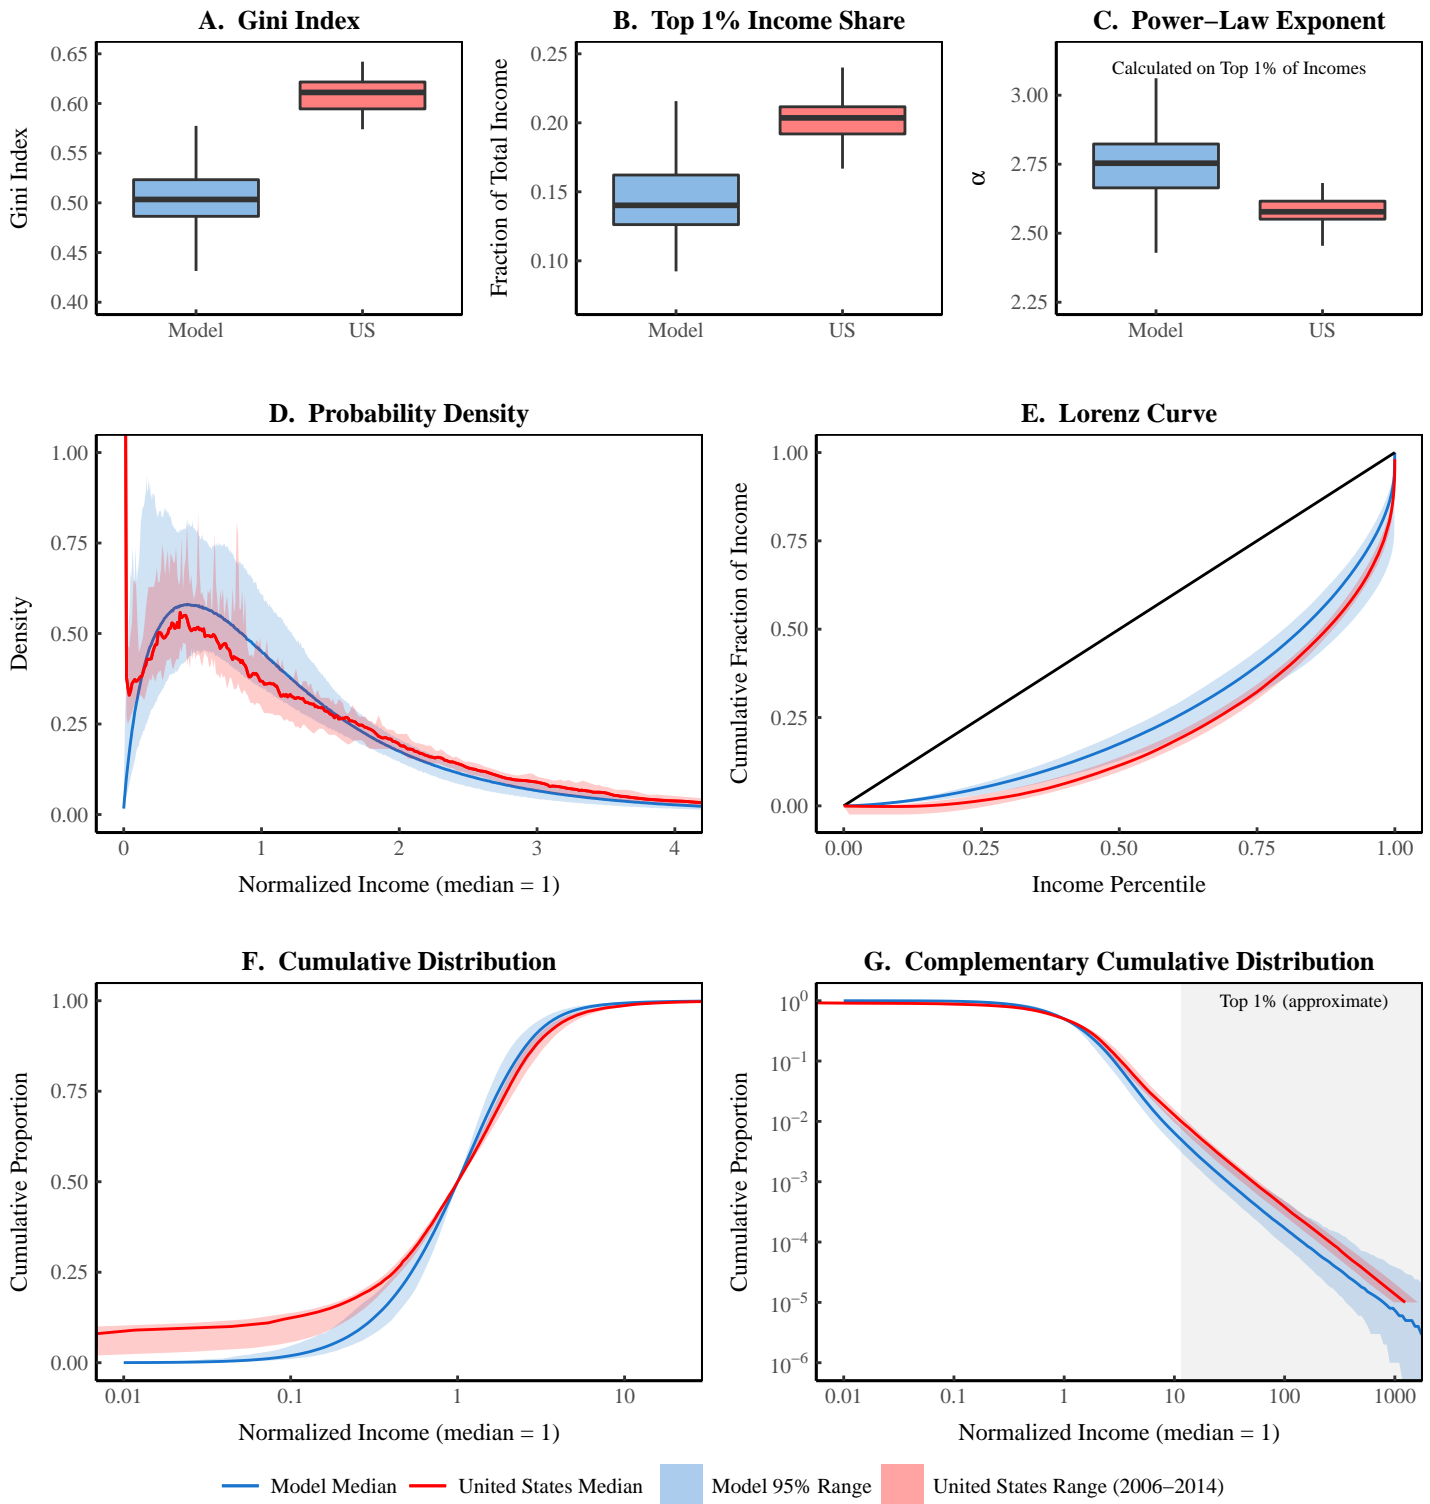 A. Gini Index
B. Top 1% Income Share
C. Power−Law Exponent
Gini Index
0.65
0.60
0.55
0.50
0.45
0.40
Model
US
Fraction of Total Income
0.25
0.20
0.15
0.10
Model
US
Calculated on Top 1% of Incomes
α
3.00
2.75
2.50
2.25
Model
US
D. Probability Density
Density
1.00
0.75
0.50
0.25
0.00
0
1
2
3
4
Normalized Income (median = 1)
E. Lorenz Curve
Cumulative Fraction of Income
1.00
0.75
0.50
0.25
0.00
0.00
0.25
0.50
0.75
1.00
Income Percentile
F. Cumulative Distribution
Cumulative Proportion
1.00
0.75
0.50
0.25
0.00
0.01
0.1
1
10
Normalized Income (median = 1)
G. Complementary Cumulative Distribution
Top 1% (approximate)
Cumulative Proportion
10⁰
10⁻¹
10⁻²
10⁻³
10⁻⁴
10⁻⁵
10⁻⁶
0.01
0.1
1
10
100
1000
Normalized Income (median = 1)
Model Median
United States Median
Model 95% Range
United States Range (2006−2014)